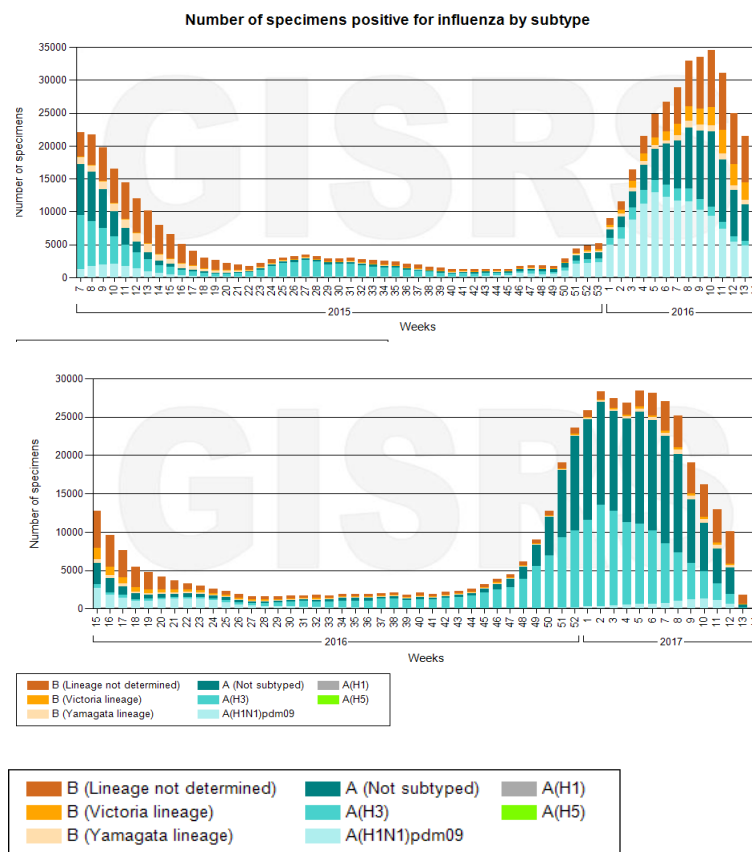 Number of specimens positive for influenza by subtype
GISRS
Number of specimens
35000
30000
25000
20000
15000
10000
5000
0
7 8 9 10 11 12 13 14 15 16 17 18 19 20 21 22 23 24 25 26 27 28 29 30 31 32 33 34 35 36 37 38 39 40 41 42 43 44 45 46 47 48 49 50 51 52 53 1 2 3 4 5 6 7 8 9 10 11 12 13
2015 2016
Weeks
GISRS
Number of specimens
30000
25000
20000
15000
10000
5000
0
15 16 17 18 19 20 21 22 23 24 25 26 27 28 29 30 31 32 33 34 35 36 37 38 39 40 41 42 43 44 45 46 47 48 49 50 51 52 1 2 3 4 5 6 7 8 9 10 11 12 13
2016 2017
Weeks
B (Lineage not determined) A (Not subtyped) A(H1)
B (Victoria lineage) A(H3) A(H5)
B (Yamagata lineage) A(H1N1)pdm09
B (Lineage not determined) A (Not subtyped) A(H1)
B (Victoria lineage) A(H3) A(H5)
B (Yamagata lineage) A(H1N1)pdm09